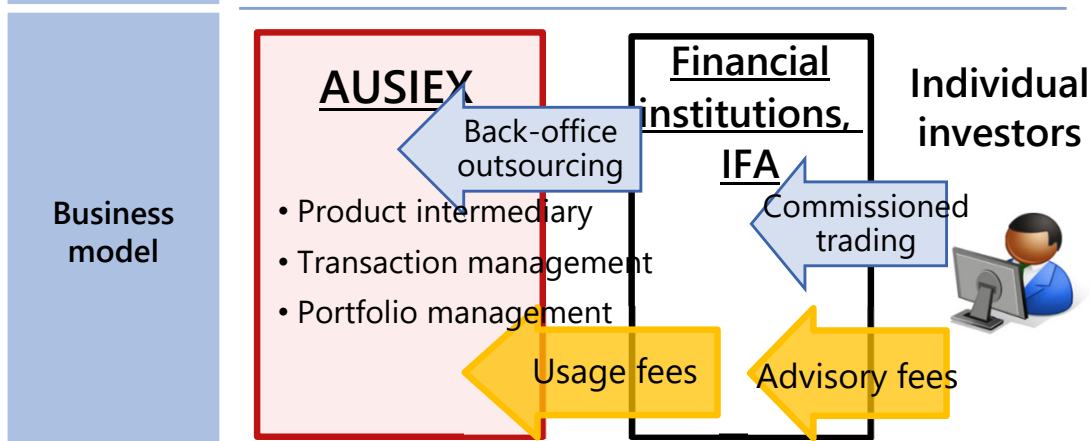 Business
model
AUSIEX
Back-office
outsourcing
• Product intermediary
• Transaction management
• Portfolio management
Usage fees
Financial
institutions,
IFA
Commissioned
trading
Advisory fees
Individual
investors